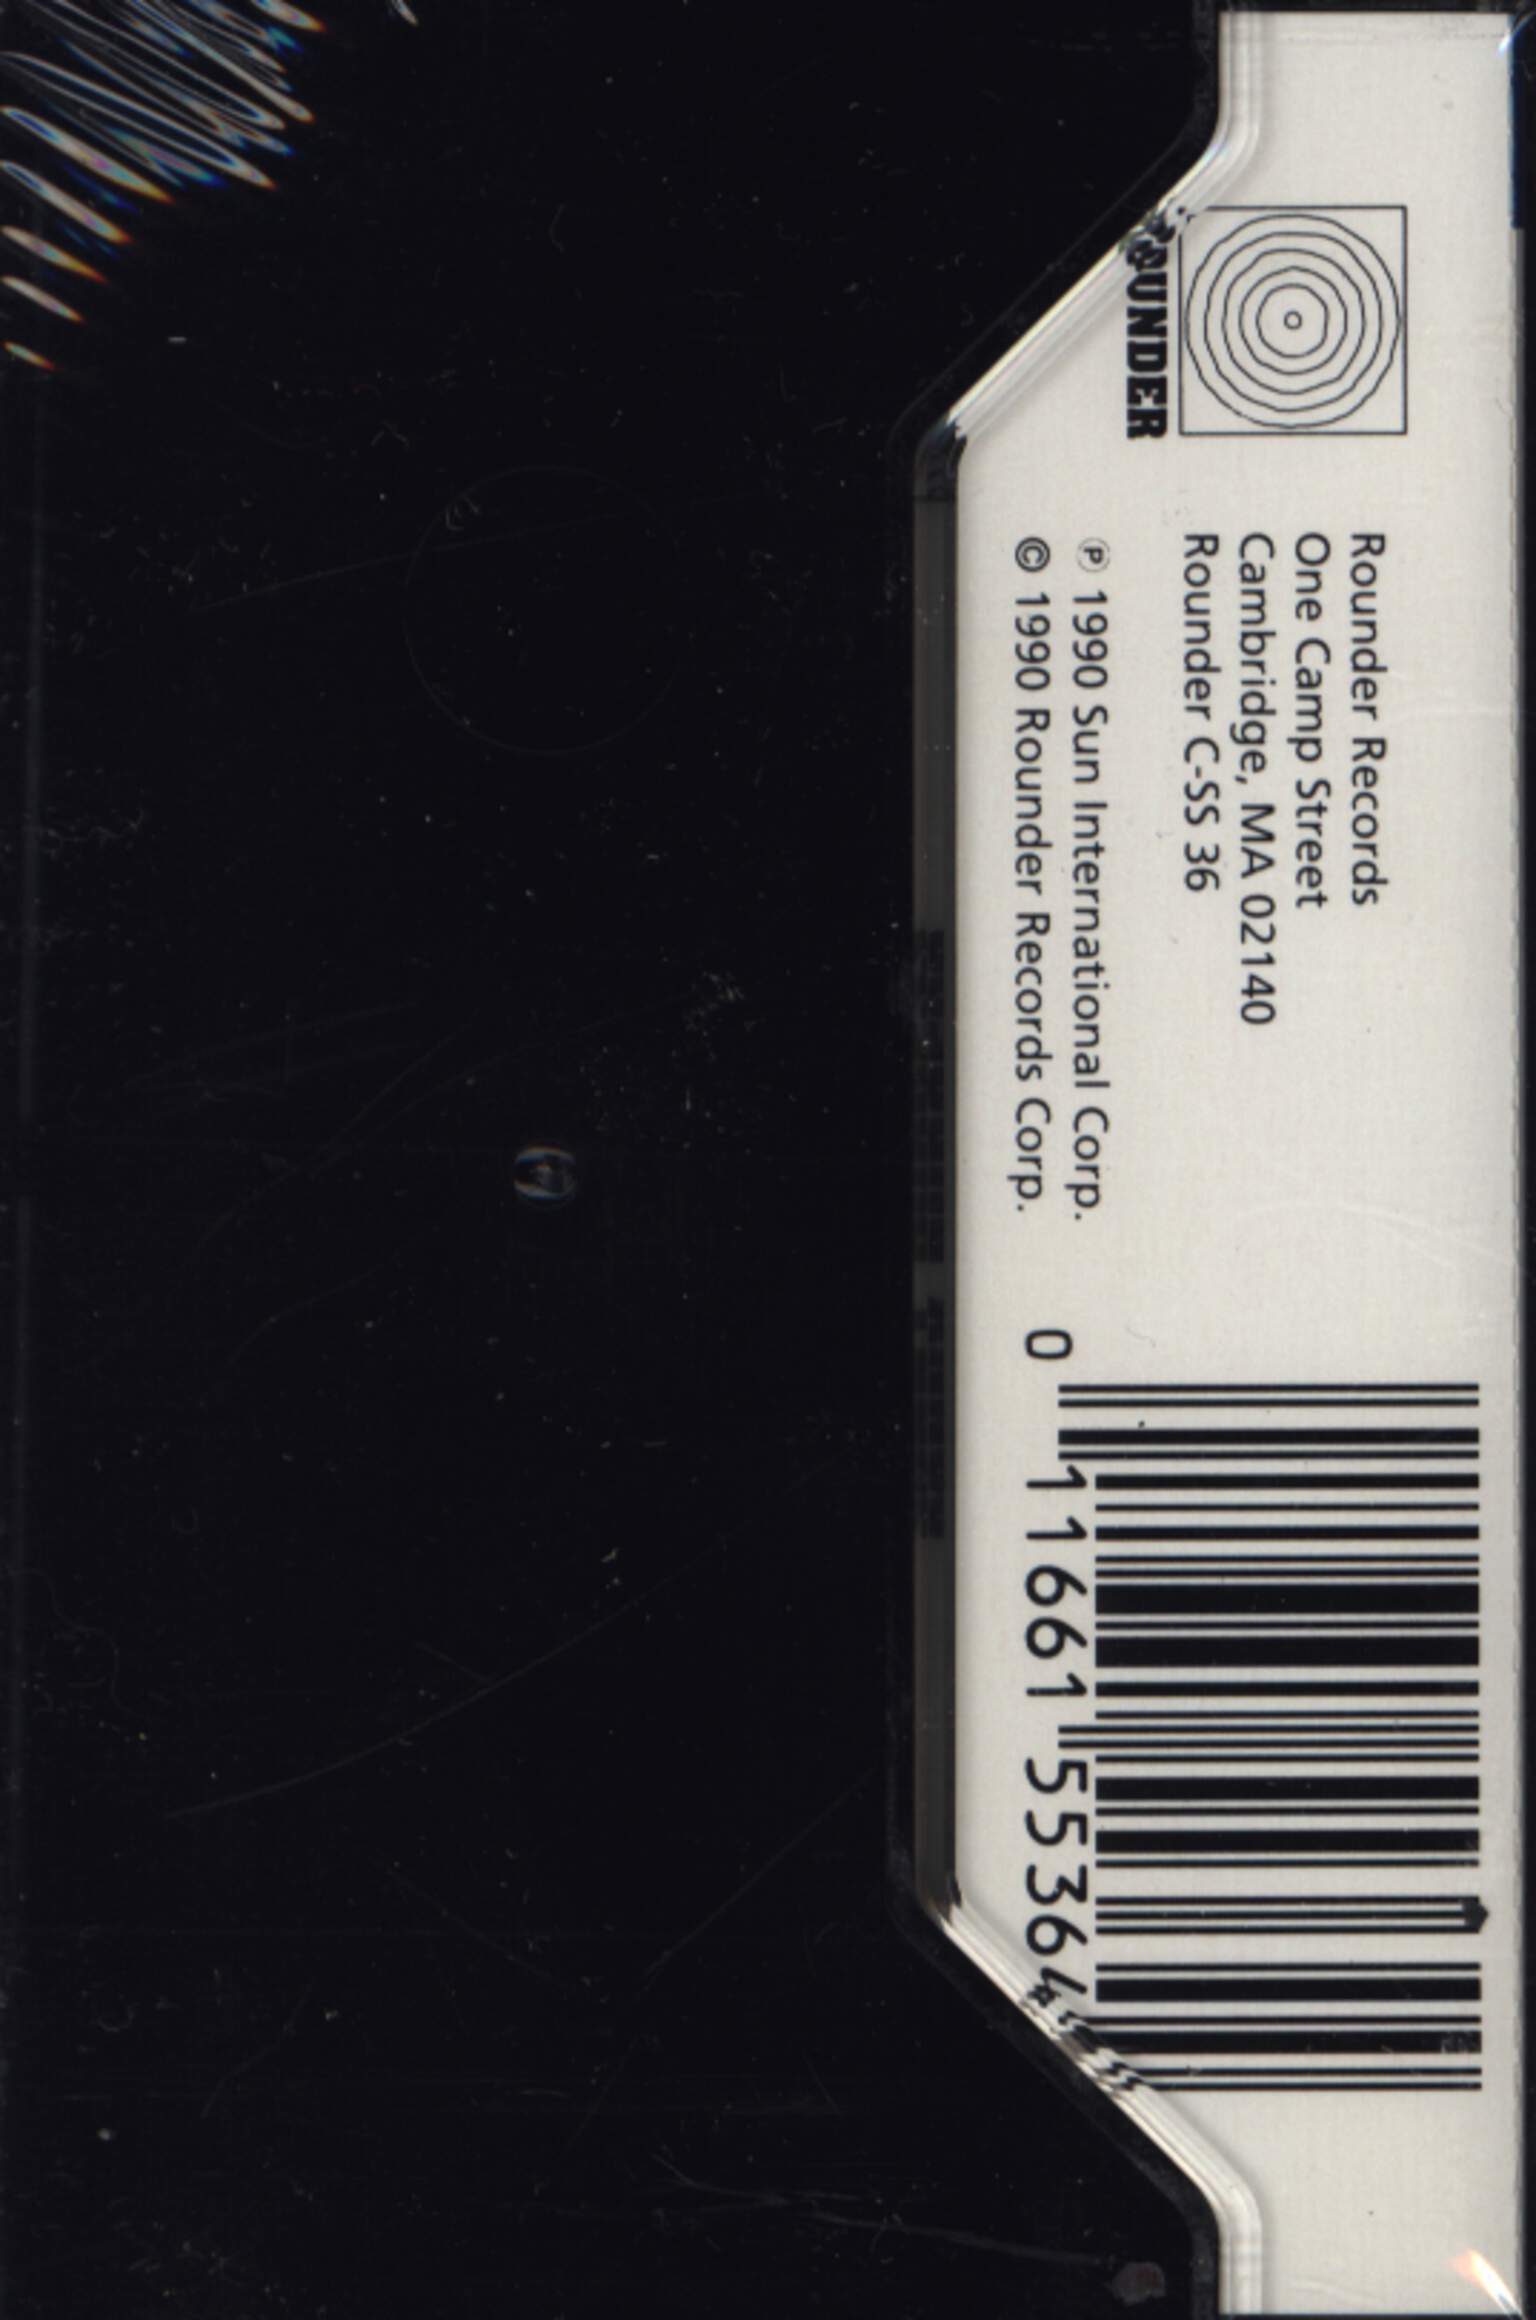 ROUNDER
Rounder Records
One Camp Street
Cambridge, MA 02140
Rounder C-SS 36
℗ 1990 Sun International Corp.
© 1990 Rounder Records Corp.
0 11661 55364